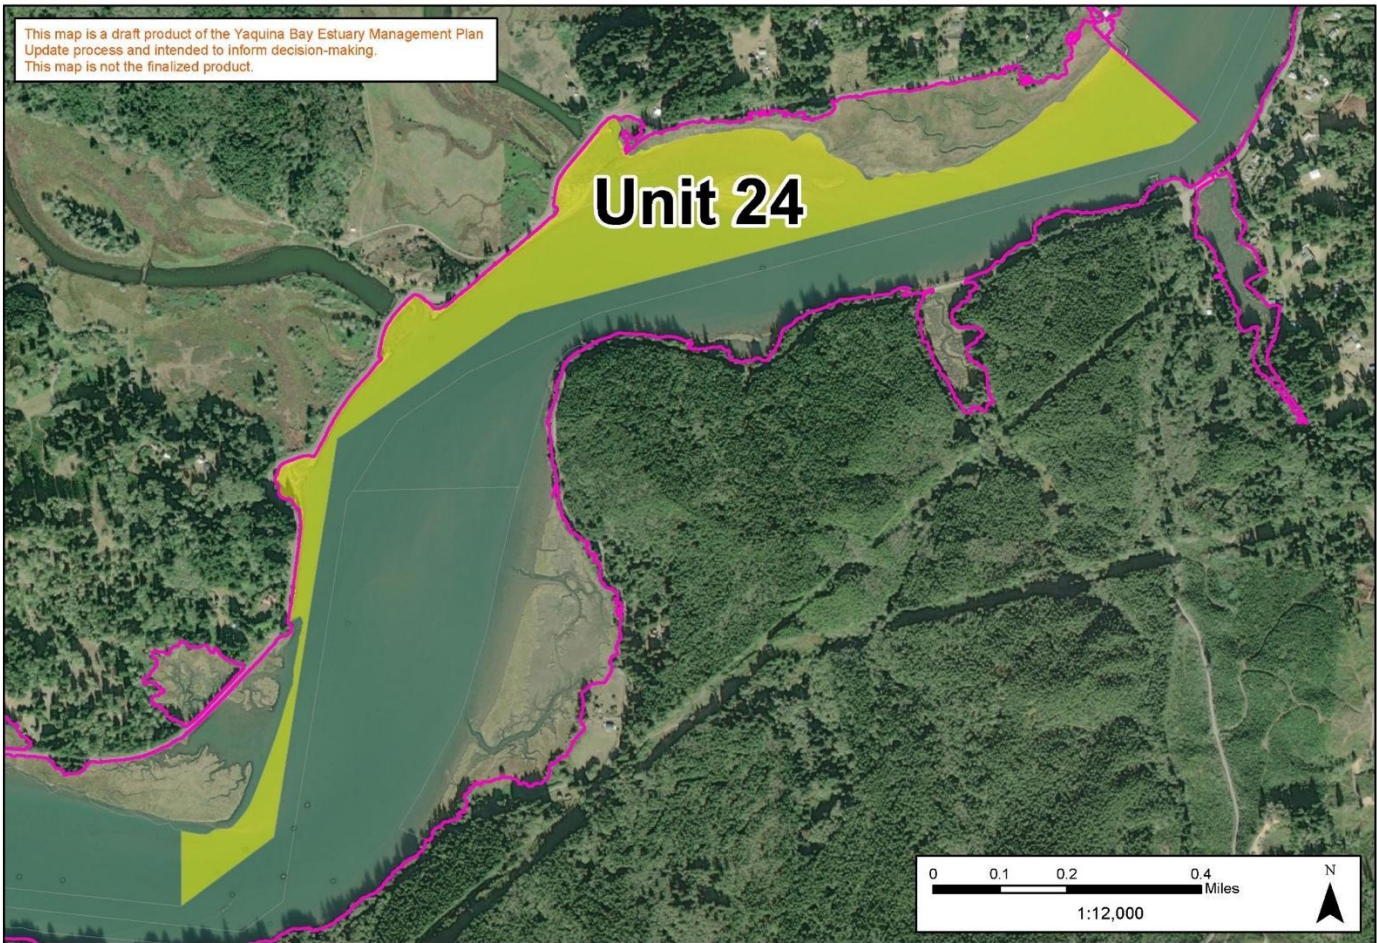 This map is a draft product of the Yaquina Bay Estuary Management Plan
Update process and intended to inform decision-making.
This map is not the finalized product.
Unit 24
0 0.1 0.2 0.4
Miles
1:12,000
N